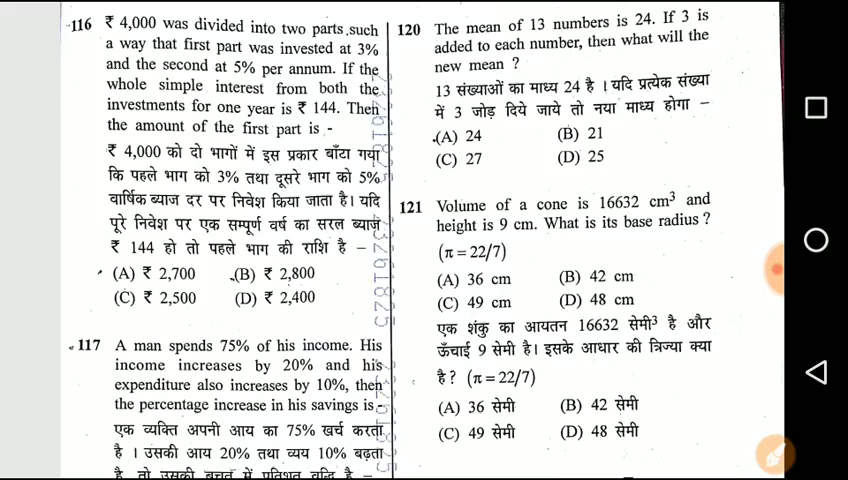 116 ₹ 4,000 was divided into two parts such
a way that first part was invested at 3%
and the second at 5% per annum. If the
whole simple interest from both the
investments for one year is ₹ 144. Then
the amount of the first part is -
₹ 4,000 को दो भागों में इस प्रकार बाँटा गया
कि पहले भाग को 3% तथा दूसरे भाग को 5%
वार्षिक ब्याज दर पर निवेश किया जाता है। यदि
पूरे निवेश पर एक सम्पूर्ण वर्ष का सरल ब्याज
₹ 144 हो तो पहले भाग की राशि है –
(A) ₹ 2,700 (B) ₹ 2,800
(C) ₹ 2,500 (D) ₹ 2,400
117 A man spends 75% of his income. His
income increases by 20% and his
expenditure also increases by 10%, then
the percentage increase in his savings is -
एक व्यक्ति अपनी आय का 75% खर्च करता
है । उसकी आय 20% तथा व्यय 10% बढ़ता
है, तो उसकी बचत में प्रतिशत वृद्धि है –
120 The mean of 13 numbers is 24. If 3 is
added to each number, then what will the
new mean ?
13 संख्याओं का माध्य 24 है । यदि प्रत्येक संख्या
में 3 जोड़ दिये जाये तो नया माध्य होगा –
(A) 24 (B) 21
(C) 27 (D) 25
121 Volume of a cone is 16632 cm³ and
height is 9 cm. What is its base radius ?
(π = 22/7)
(A) 36 cm (B) 42 cm
(C) 49 cm (D) 48 cm
एक शंकु का आयतन 16632 सेमी³ है और
ऊँचाई 9 सेमी है। इसके आधार की त्रिज्या क्या
है? (π = 22/7)
(A) 36 सेमी (B) 42 सेमी
(C) 49 सेमी (D) 48 सेमी